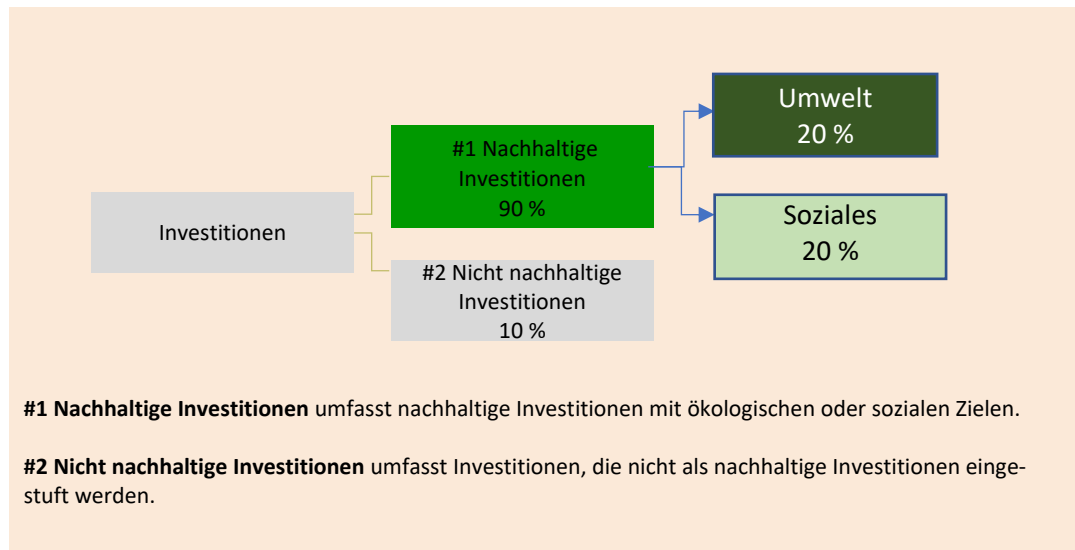 Investitionen
#1 Nachhaltige
Investitionen
90 %
#2 Nicht nachhaltige
Investitionen
10 %
Umwelt
20 %
Soziales
20 %
#1 Nachhaltige Investitionen umfasst nachhaltige Investitionen mit ökologischen oder sozialen Zielen.
#2 Nicht nachhaltige Investitionen umfasst Investitionen, die nicht als nachhaltige Investitionen einge-
stuft werden.